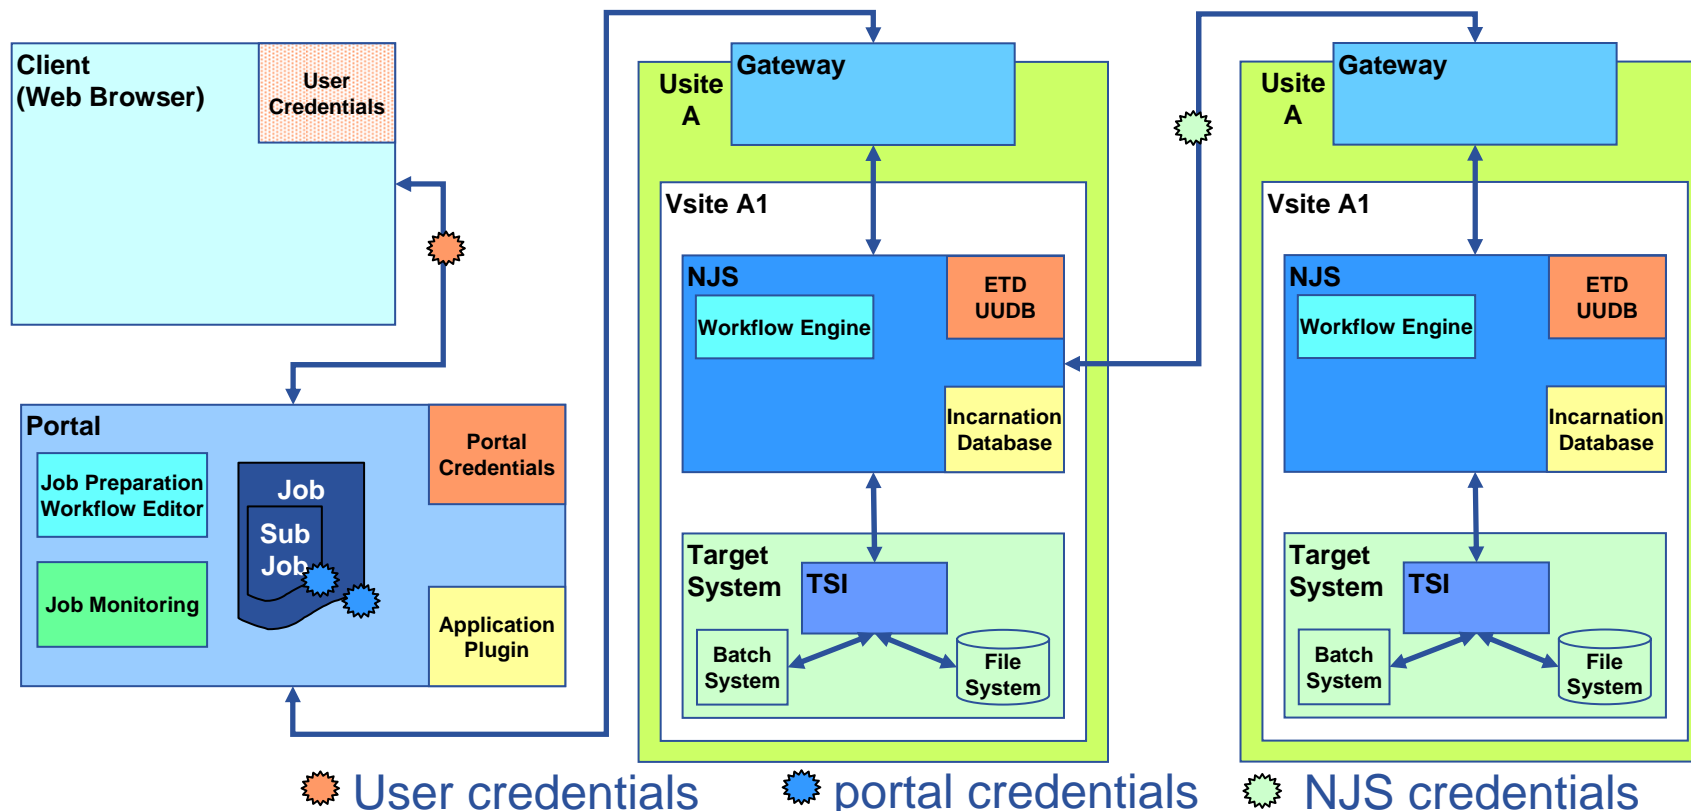 Client
(Web Browser)
User
Credentials
Portal
Portal
Credentials
Job Preparation
Workflow Editor
Job
Sub
Job
Job Monitoring
Application
Plugin
Usite
A
Gateway
Vsite A1
NJS
ETD
UUDB
Workflow Engine
Incarnation
Database
Target
System
TSI
Batch
System
File
System
Usite
A
Gateway
Vsite A1
NJS
ETD
UUDB
Workflow Engine
Incarnation
Database
Target
System
TSI
Batch
System
File
System
User credentials
portal credentials
NJS credentials